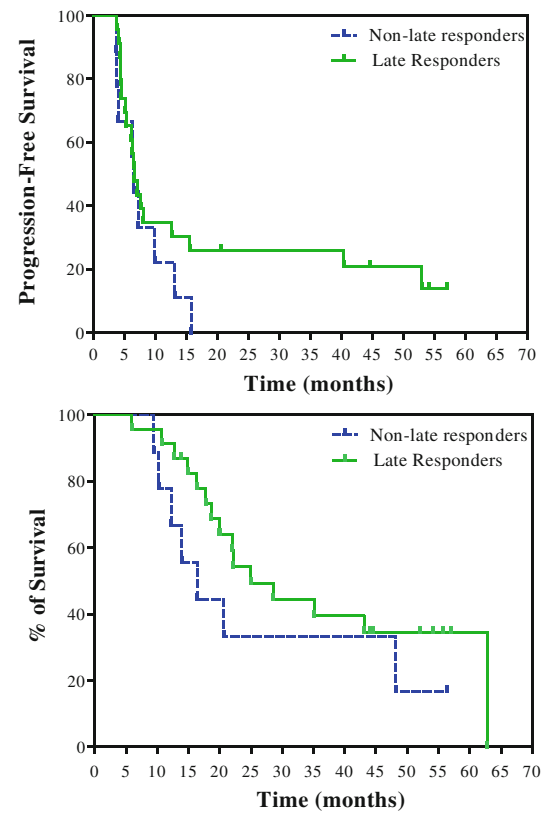 Progression-Free Survival
100
80
60
40
20
0
Non-late responders
Late Responders
0 5 10 15 20 25 30 35 40 45 50 55 60 65 70
Time (months)
% of Survival
100
80
60
40
20
0
Non-late responders
Late Responders
0 5 10 15 20 25 30 35 40 45 50 55 60 65 70
Time (months)